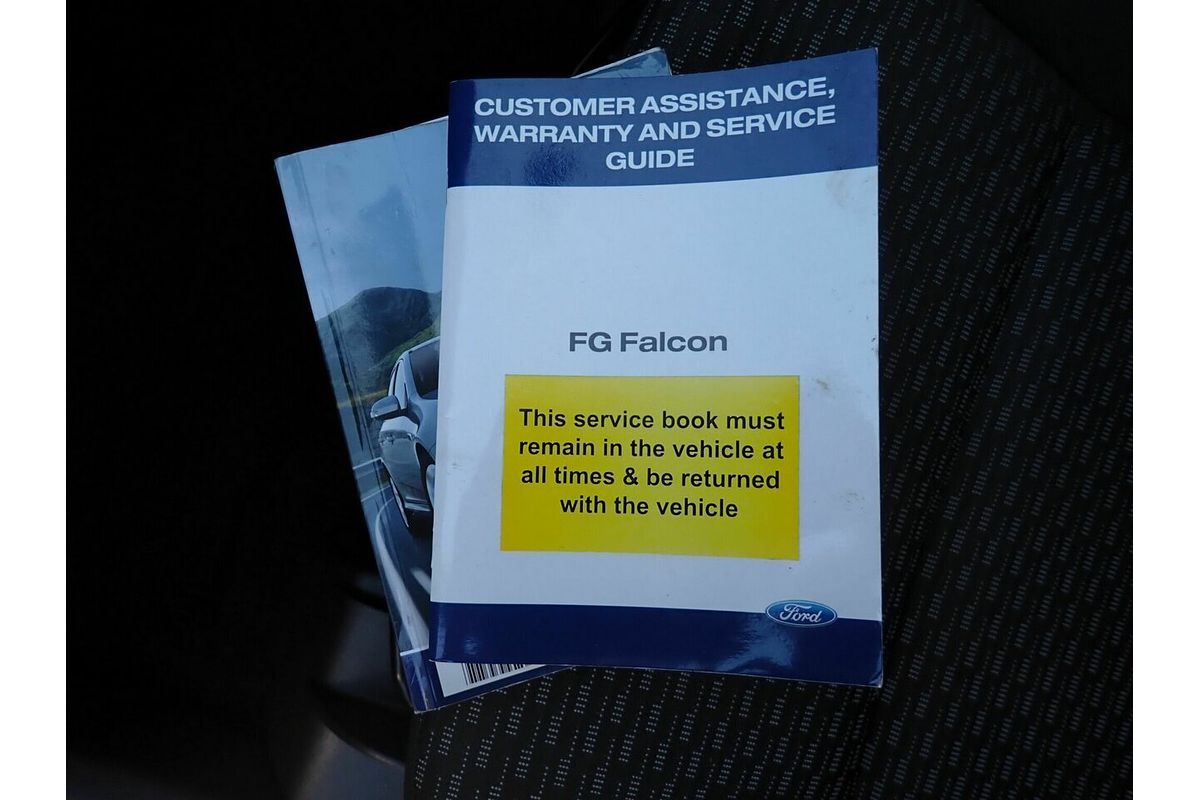 CUSTOMER ASSISTANCE,
WARRANTY AND SERVICE
GUIDE
FG Falcon
This service book must
remain in the vehicle at
all times & be returned
with the vehicle
Ford